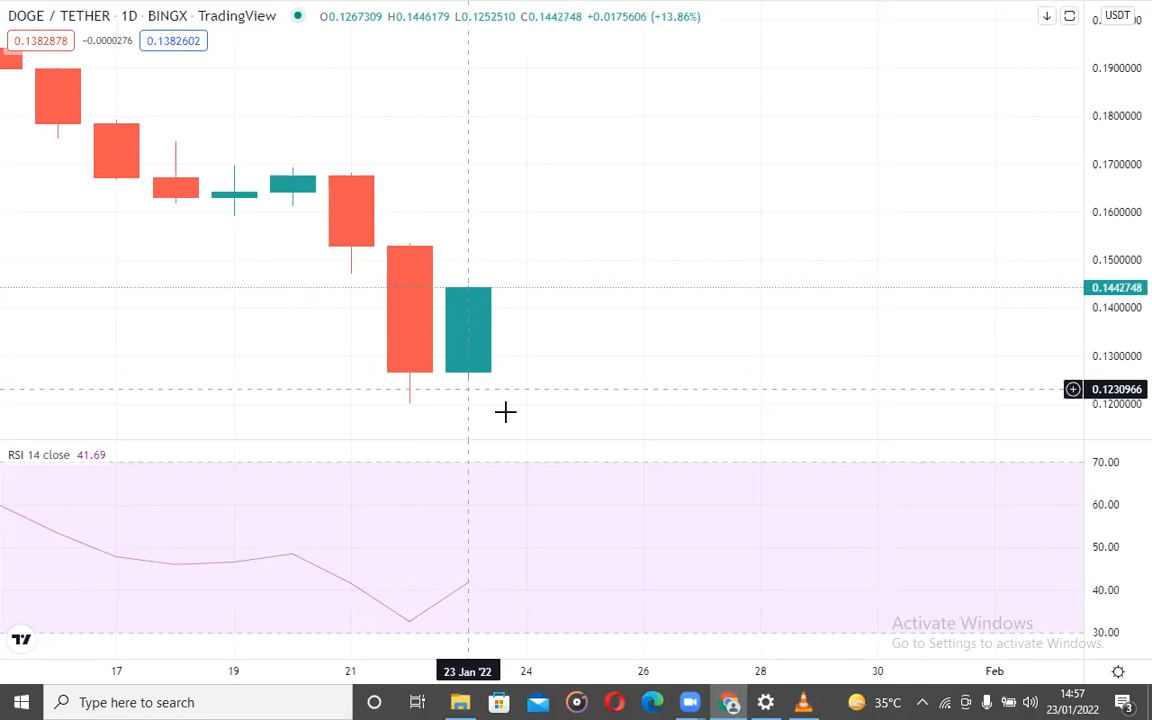 DOGE / TETHER · 1D · BINGX · TradingView O0.1267309 H0.1446179 L0.1252510 C0.1442748 +0.0175606 (+13.86%)
USDT
0.1382878 −0.0000276 0.1382602
0.1900000
0.1800000
0.1700000
0.1600000
0.1500000
0.1442748
0.1400000
0.1300000
0.1230966
0.1200000
RSI 14 close 41.69
70.00
60.00
50.00
40.00
30.00
Activate Windows
Go to Settings to activate Windows.
17 19 21 23 Jan '22 24 26 28 30 Feb
Type here to search
35°C
14:57
23/01/2022
3